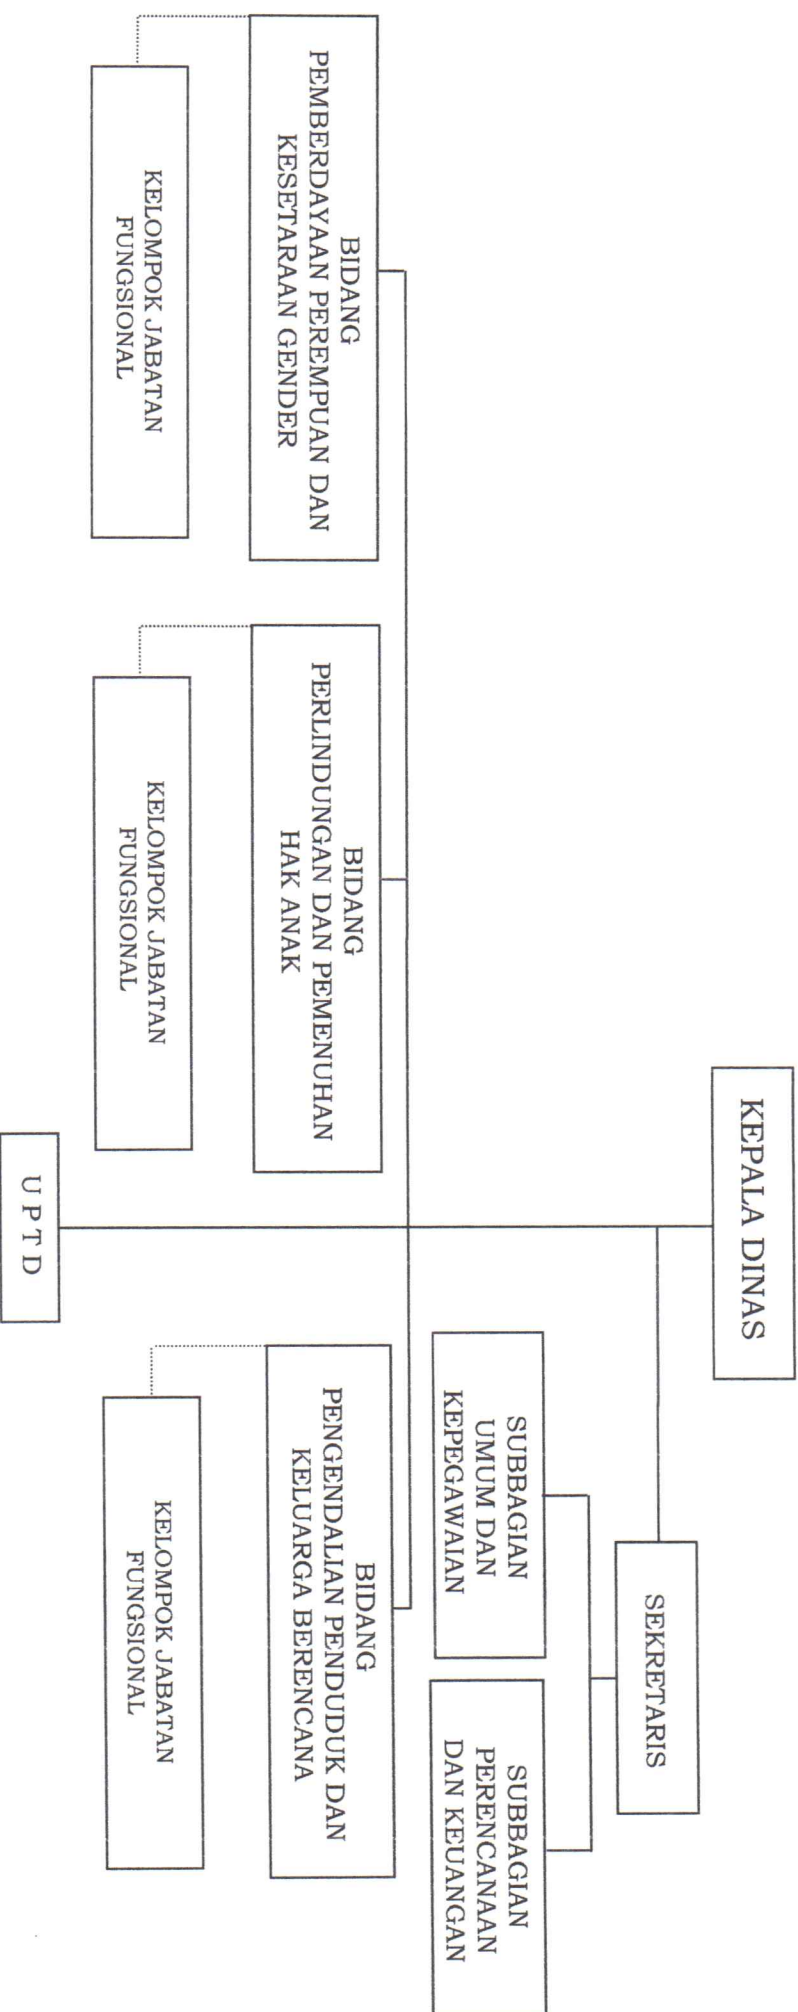 KEPALA DINAS
SEKRETARIS
SUBBAGIAN
UMUM DAN
KEPEGAWAIAN
SUBBAGIAN
PERENCANAAN
DAN KEUANGAN
BIDANG
PEMBERDAYAAN PEREMPUAN DAN
KESETARAAN GENDER
BIDANG
PERLINDUNGAN DAN PEMENUHAN
HAK ANAK
BIDANG
PENGENDALIAN PENDUDUK DAN
KELUARGA BERENCANA
KELOMPOK JABATAN
FUNGSIONAL
KELOMPOK JABATAN
FUNGSIONAL
KELOMPOK JABATAN
FUNGSIONAL
U P T D